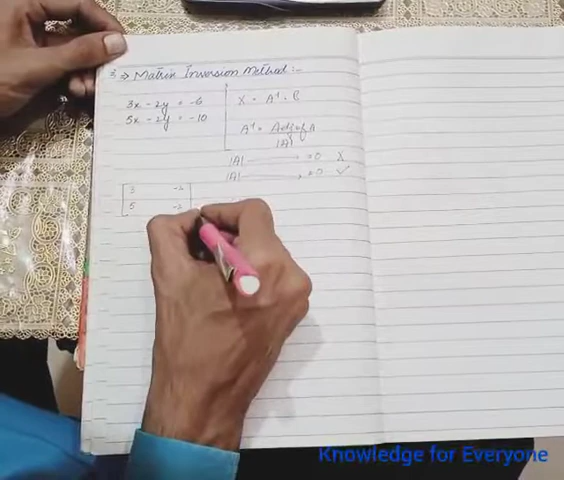 3 → Matrix Inversion Method :-
3x - 2y = -6
5x - 2y = -10
X = A⁻¹ . B
A⁻¹ = Adj of A
|A|
|A| → = 0 X
|A| → ≠ 0 ✓
3 -2
5 -2
Knowledge for Everyone